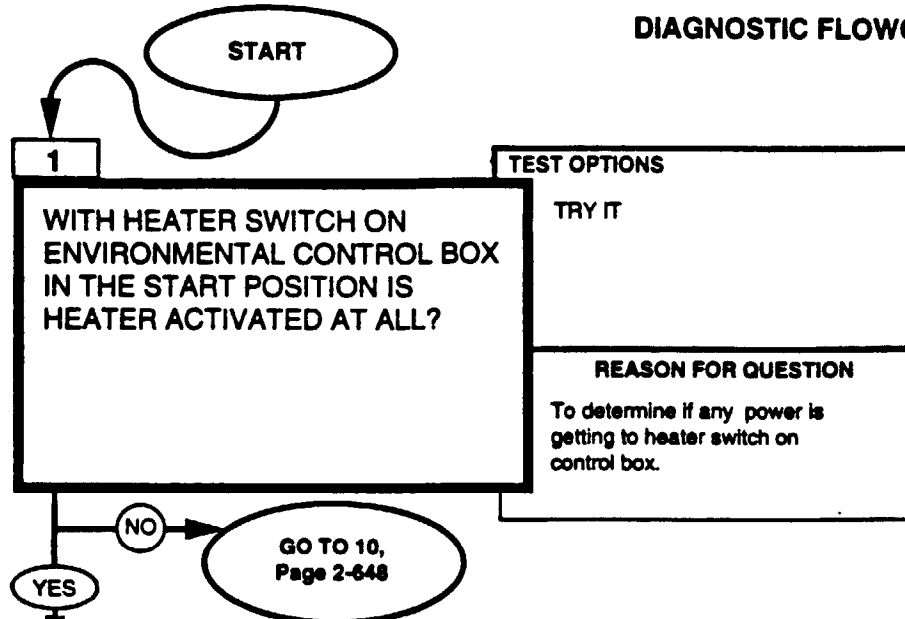 START
DIAGNOSTIC FLOW
1
WITH HEATER SWITCH ON
ENVIRONMENTAL CONTROL BOX
IN THE START POSITION IS
HEATER ACTIVATED AT ALL?
TEST OPTIONS
TRY IT
REASON FOR QUESTION
To determine if any power is
getting to heater switch on
control box.
NO
GO TO 10,
Page 2-648
YES